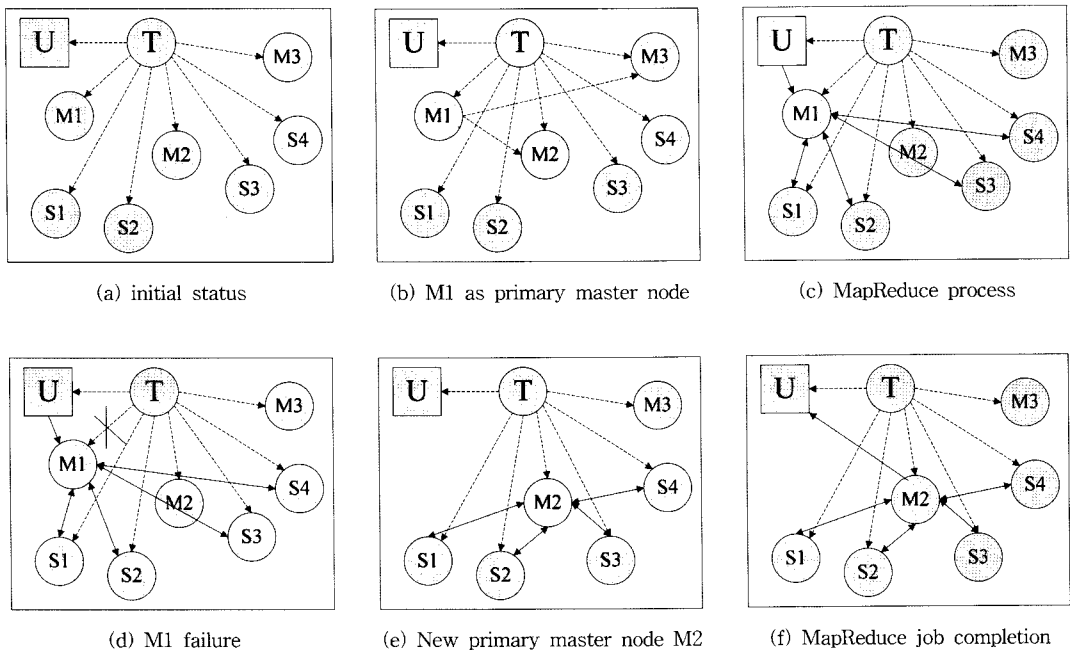 U
T
M3
M1
S4
M2
S3
S1
S2
(a) initial status
U
T
M3
M1
S4
M2
S3
S1
S2
(b) M1 as primary master node
U
T
M3
M1
S4
M2
S3
S1
S2
(c) MapReduce process
U
T
M3
M1
S4
M2
S3
S1
S2
(d) M1 failure
U
T
M3
S4
M2
S1
S3
S2
(e) New primary master node M2
U
T
M3
S4
M2
S1
S3
S2
(f) MapReduce job completion